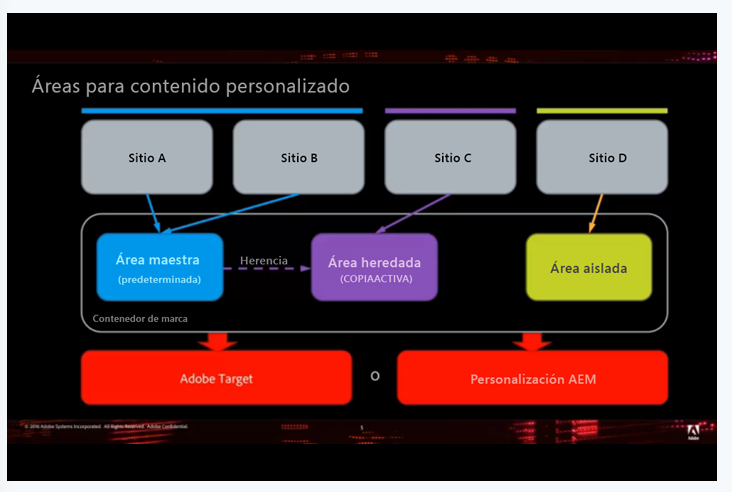 Áreas para contenido personalizado
Sitio A
Sitio B
Sitio C
Sitio D
Área maestra
(predeterminada)
Herencia
Área heredada
(COPIAACTIVA)
Área aislada
Contenedor de marca
Adobe Target
O
Personalización AEM
© 2016 Adobe Systems Incorporated. All Rights Reserved. Adobe Confidential.
5
Adobe